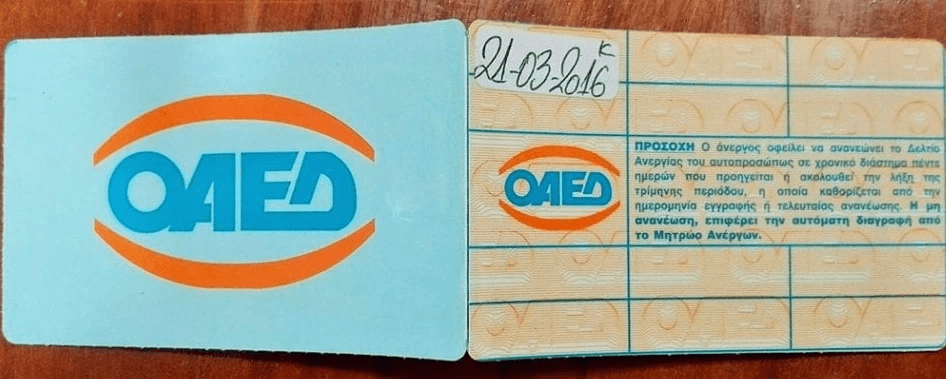 ΟΑΕΔ
21-03-2016 Κ
ΟΑΕΔ
ΠΡΟΣΟΧΗ Ο άνεργος οφείλει να ανανεώνει το Δελτίο
Ανεργίας του αυτοπροσώπως σε χρονικό διάστημα πέντε
ημερών που προηγείται ή ακολουθεί την λήξη της
τρίμηνης περιόδου, η οποία καθορίζεται από την
ημερομηνία εγγραφής ή τελευταίας ανανέωσης. Η μη
ανανέωση, επιφέρει την αυτόματη διαγραφή από
το Μητρώο Ανέργων.